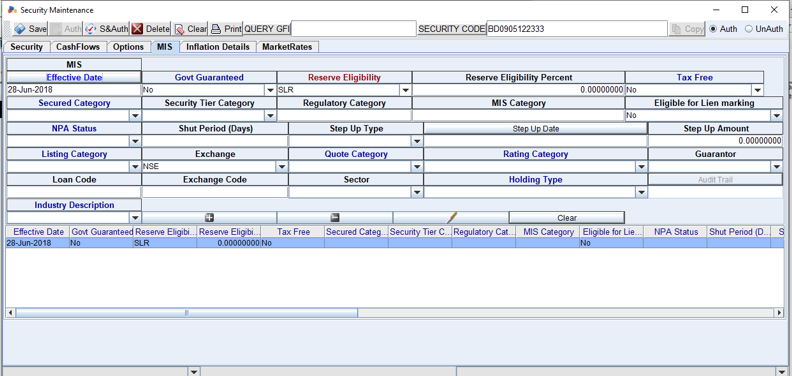 Security Maintenance
Save Auth S&Auth Delete Clear Print QUERY GFI SECURITY CODE BD0905122333 Copy Auth UnAuth
Security CashFlows Options MIS Inflation Details MarketRates
MIS
Effective Date Govt Guaranteed Reserve Eligibility Reserve Eligibility Percent Tax Free
28-Jun-2018 No SLR 0.00000000 No
Secured Category Security Tier Category Regulatory Category MIS Category Eligible for Lien marking
No
NPA Status Shut Period (Days) Step Up Type Step Up Date Step Up Amount
0.00000000
Listing Category Exchange Quote Category Rating Category Guarantor
NSE
Loan Code Exchange Code Sector Holding Type Audit Trail
Industry Description
Clear
Effective Date Govt Guaranteed Reserve Eligibi... Reserve Eligibi... Tax Free Secured Categ... Security Tier C... Regulatory Cat... MIS Category Eligible for Lie... NPA Status Shut Period (D... S
28-Jun-2018 No SLR 0.00000000 No No